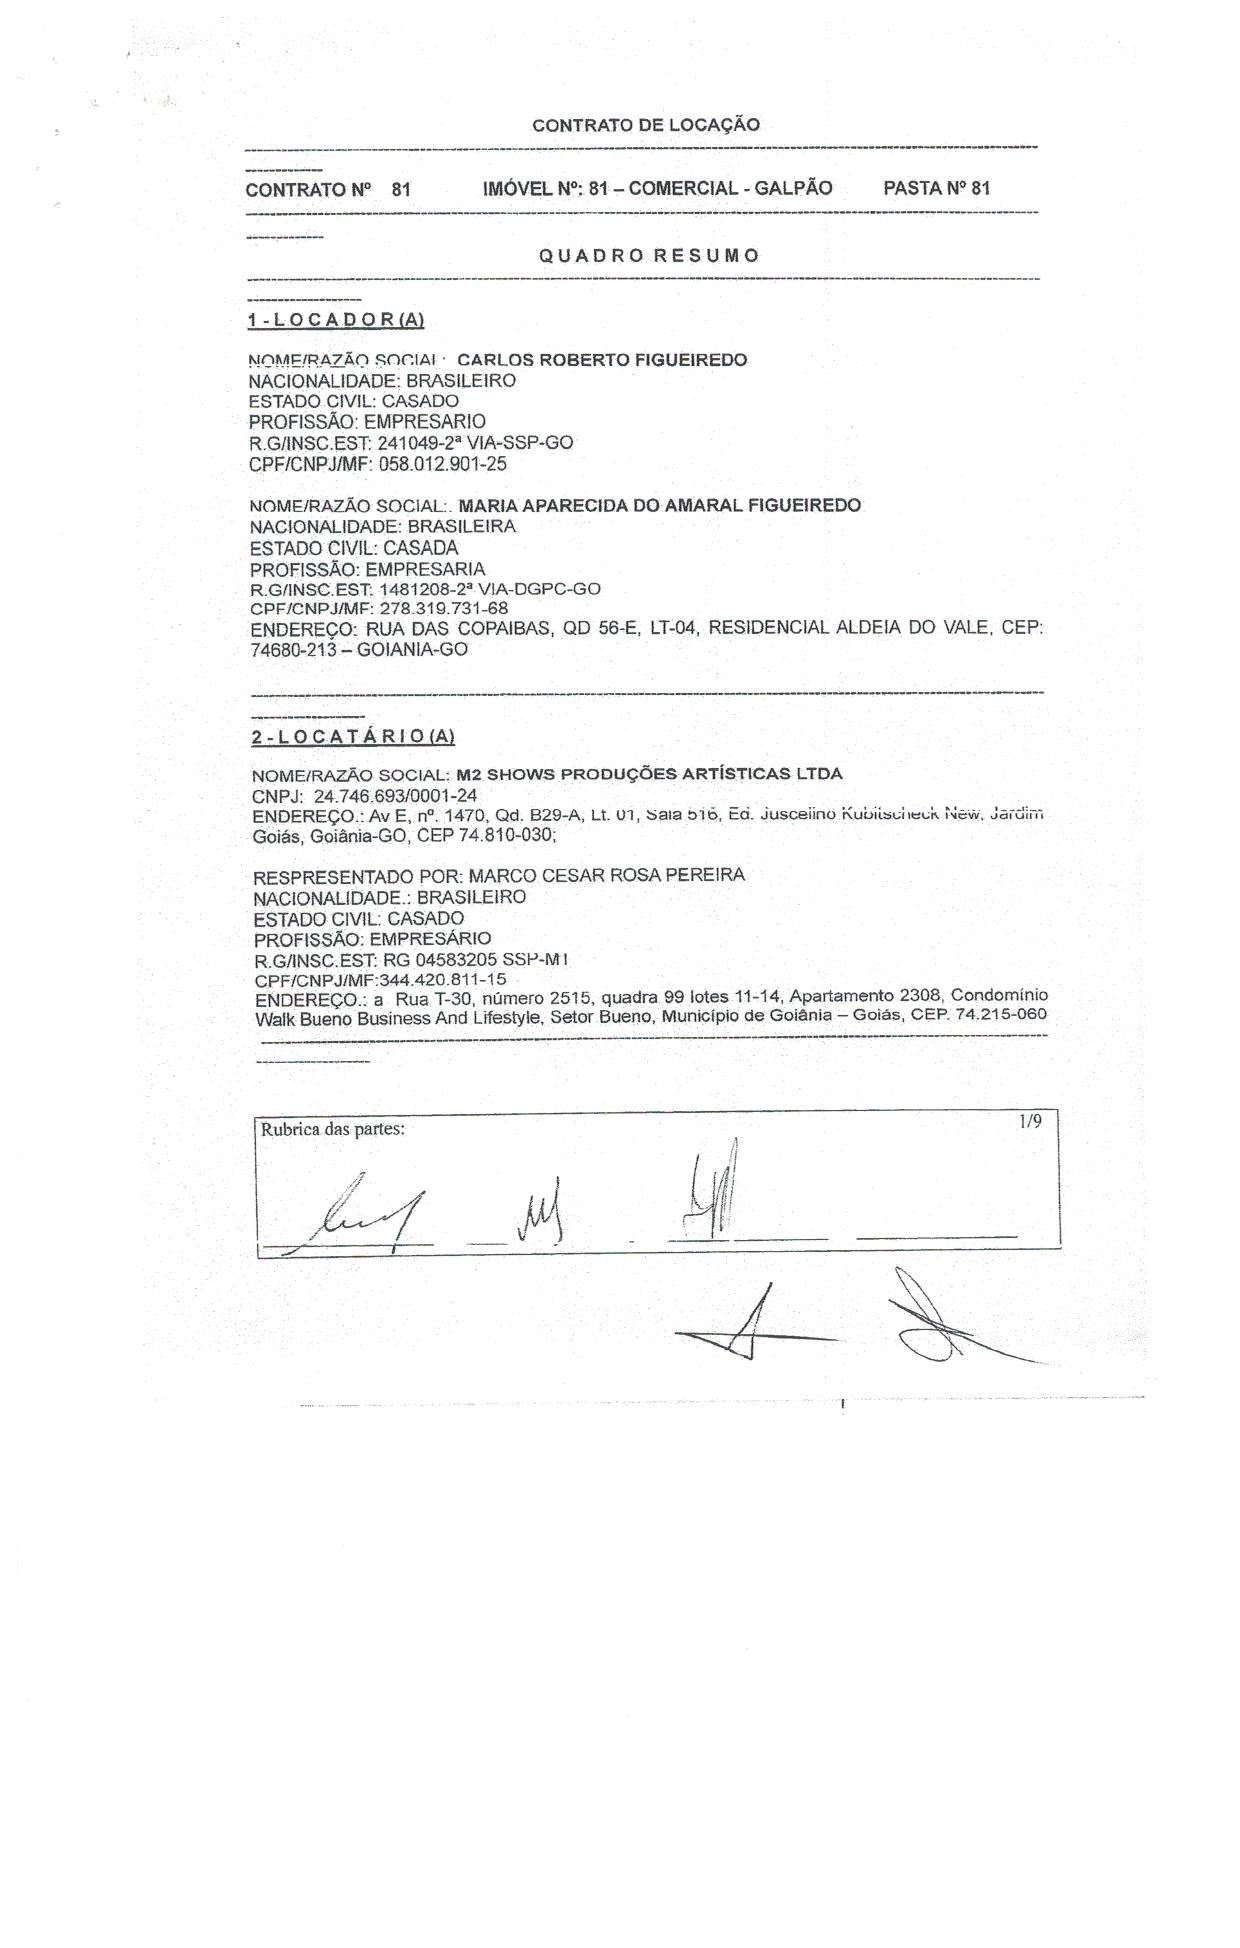 CONTRATO DE LOCAÇÃO
CONTRATO Nº 81 IMÓVEL Nº: 81 – COMERCIAL - GALPÃO PASTA Nº 81
Q U A D R O R E S U M O
1 - L O C A D O R (A)
NOME/RAZÃO SOCIAL: CARLOS ROBERTO FIGUEIREDO
NACIONALIDADE: BRASILEIRO
ESTADO CIVIL: CASADO
PROFISSÃO: EMPRESARIO
R.G/INSC.EST: 241049-2ª VIA-SSP-GO
CPF/CNPJ/MF: 058.012.901-25
NOME/RAZÃO SOCIAL:. MARIA APARECIDA DO AMARAL FIGUEIREDO
NACIONALIDADE: BRASILEIRA
ESTADO CIVIL: CASADA
PROFISSÃO: EMPRESARIA
R.G/INSC.EST: 1481208-2ª VIA-DGPC-GO
CPF/CNPJ/MF: 278.319.731-68
ENDEREÇO: RUA DAS COPAIBAS, QD 56-E, LT-04, RESIDENCIAL ALDEIA DO VALE, CEP:
74680-213 – GOIANIA-GO
2 - L O C A T Á R I O (A)
NOME/RAZÃO SOCIAL: M2 SHOWS PRODUÇÕES ARTÍSTICAS LTDA
CNPJ: 24.746.693/0001-24
ENDEREÇO.: Av E, nº. 1470, Qd. B29-A, Lt. 01, Sala 516, Ed. Juscelino Kubitscheck New, Jardim
Goiás, Goiânia-GO, CEP 74.810-030;
RESPRESENTADO POR: MARCO CESAR ROSA PEREIRA
NACIONALIDADE.: BRASILEIRO
ESTADO CIVIL: CASADO
PROFISSÃO: EMPRESÁRIO
R.G/INSC.EST: RG 04583205 SSP-MT
CPF/CNPJ/MF:344.420.811-15
ENDEREÇO.: a Rua T-30, número 2515, quadra 99 lotes 11-14, Apartamento 2308, Condomínio
Walk Bueno Business And Lifestyle, Setor Bueno, Município de Goiânia – Goiás, CEP. 74.215-060
Rubrica das partes: 1/9